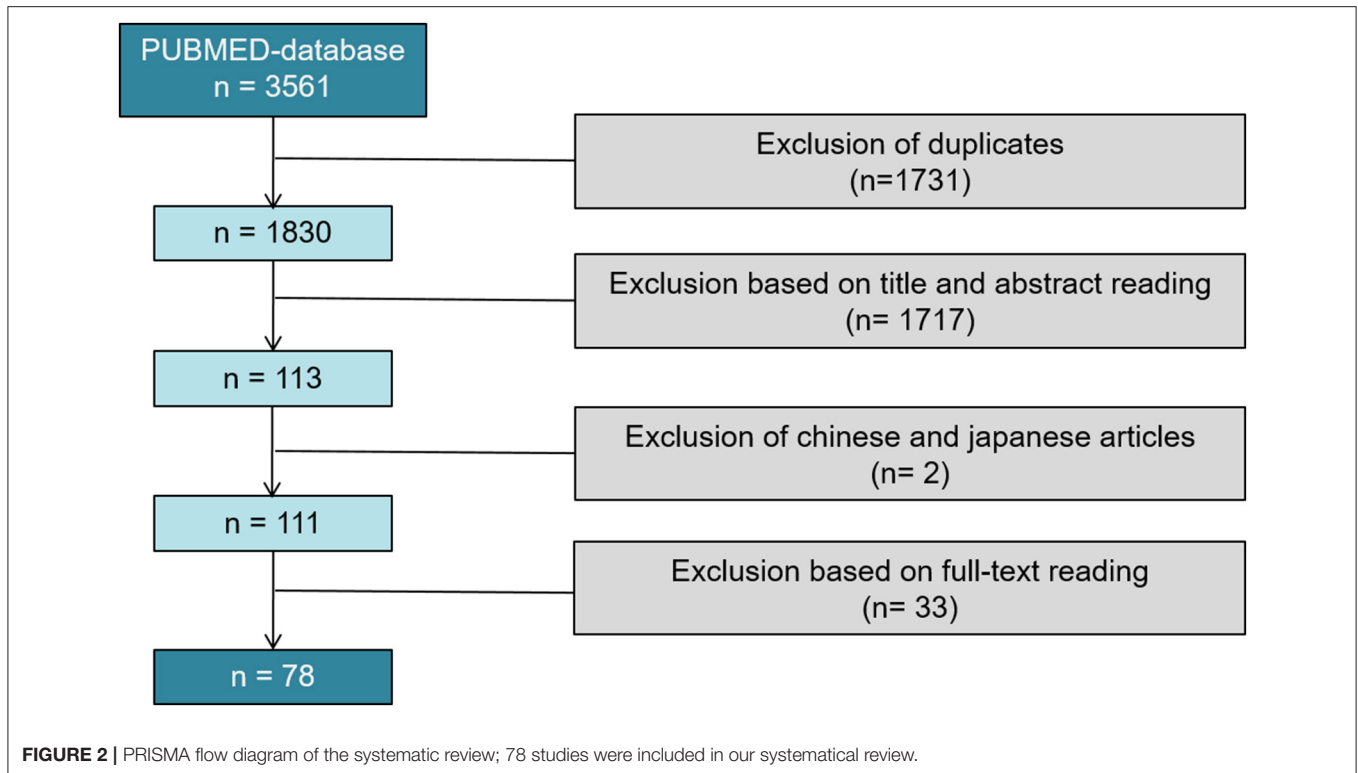 PUBMED-database
n = 3561
Exclusion of duplicates
(n=1731)
n = 1830
Exclusion based on title and abstract reading
(n= 1717)
n = 113
Exclusion of chinese and japanese articles
(n= 2)
n = 111
Exclusion based on full-text reading
(n= 33)
n = 78
FIGURE 2 | PRISMA flow diagram of the systematic review; 78 studies were included in our systematical review.